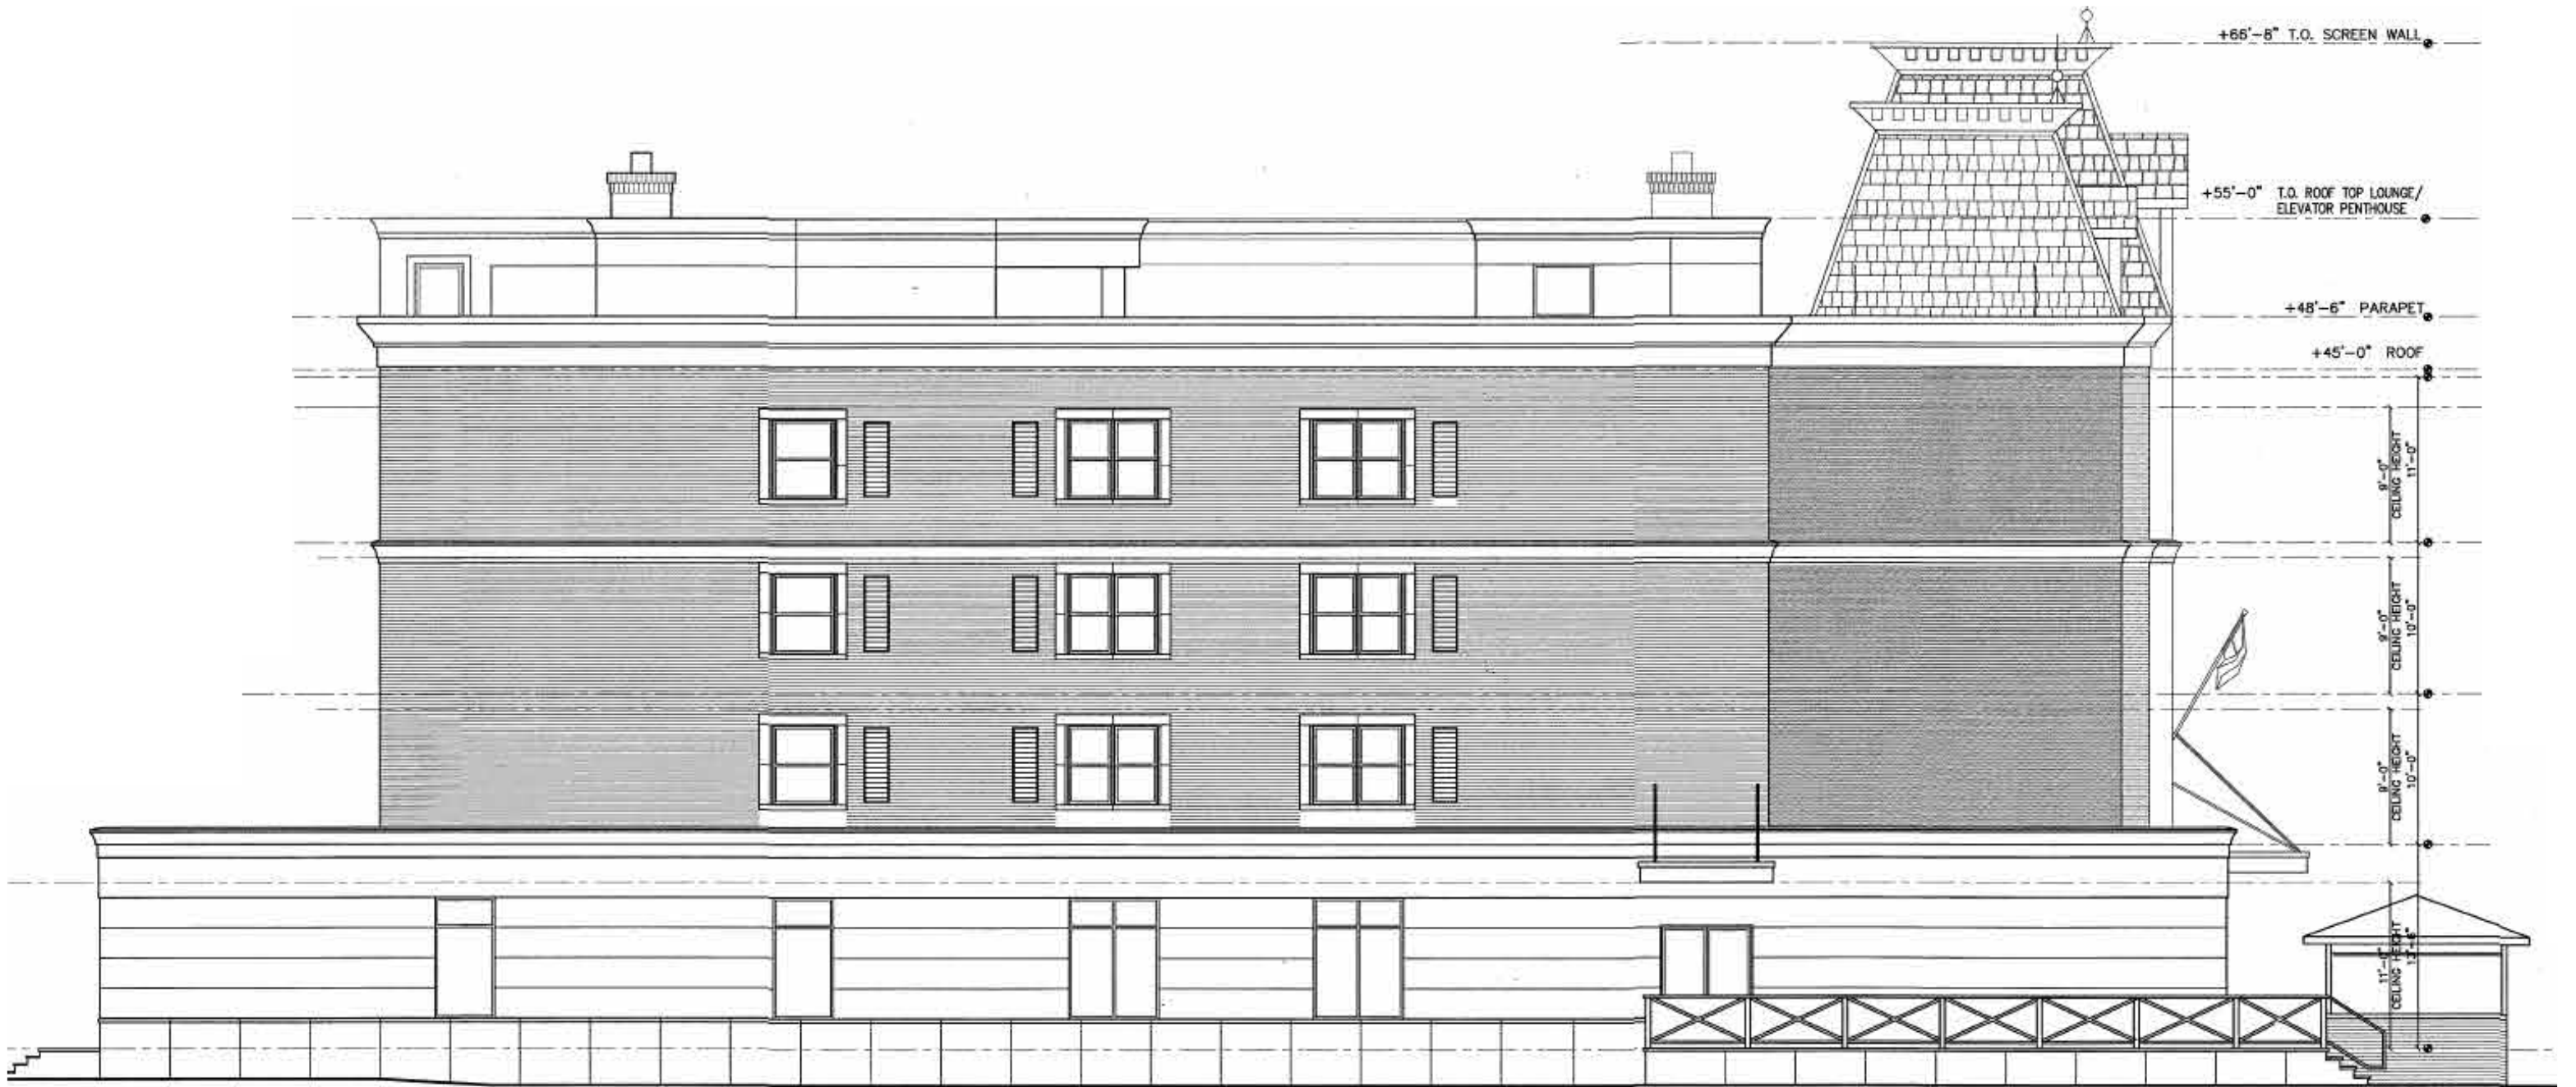 +66'-8" T.O. SCREEN WALL
+55'-0" T.O. ROOF TOP LOUNGE/
ELEVATOR PENTHOUSE
+48'-6" PARAPET
+45'-0" ROOF
9'-0"
CEILING HEIGHT
11'-0"
9'-0"
CEILING HEIGHT
10'-0"
9'-0"
CEILING HEIGHT
10'-0"
11'-0"
CEILING HEIGHT
13'-6"